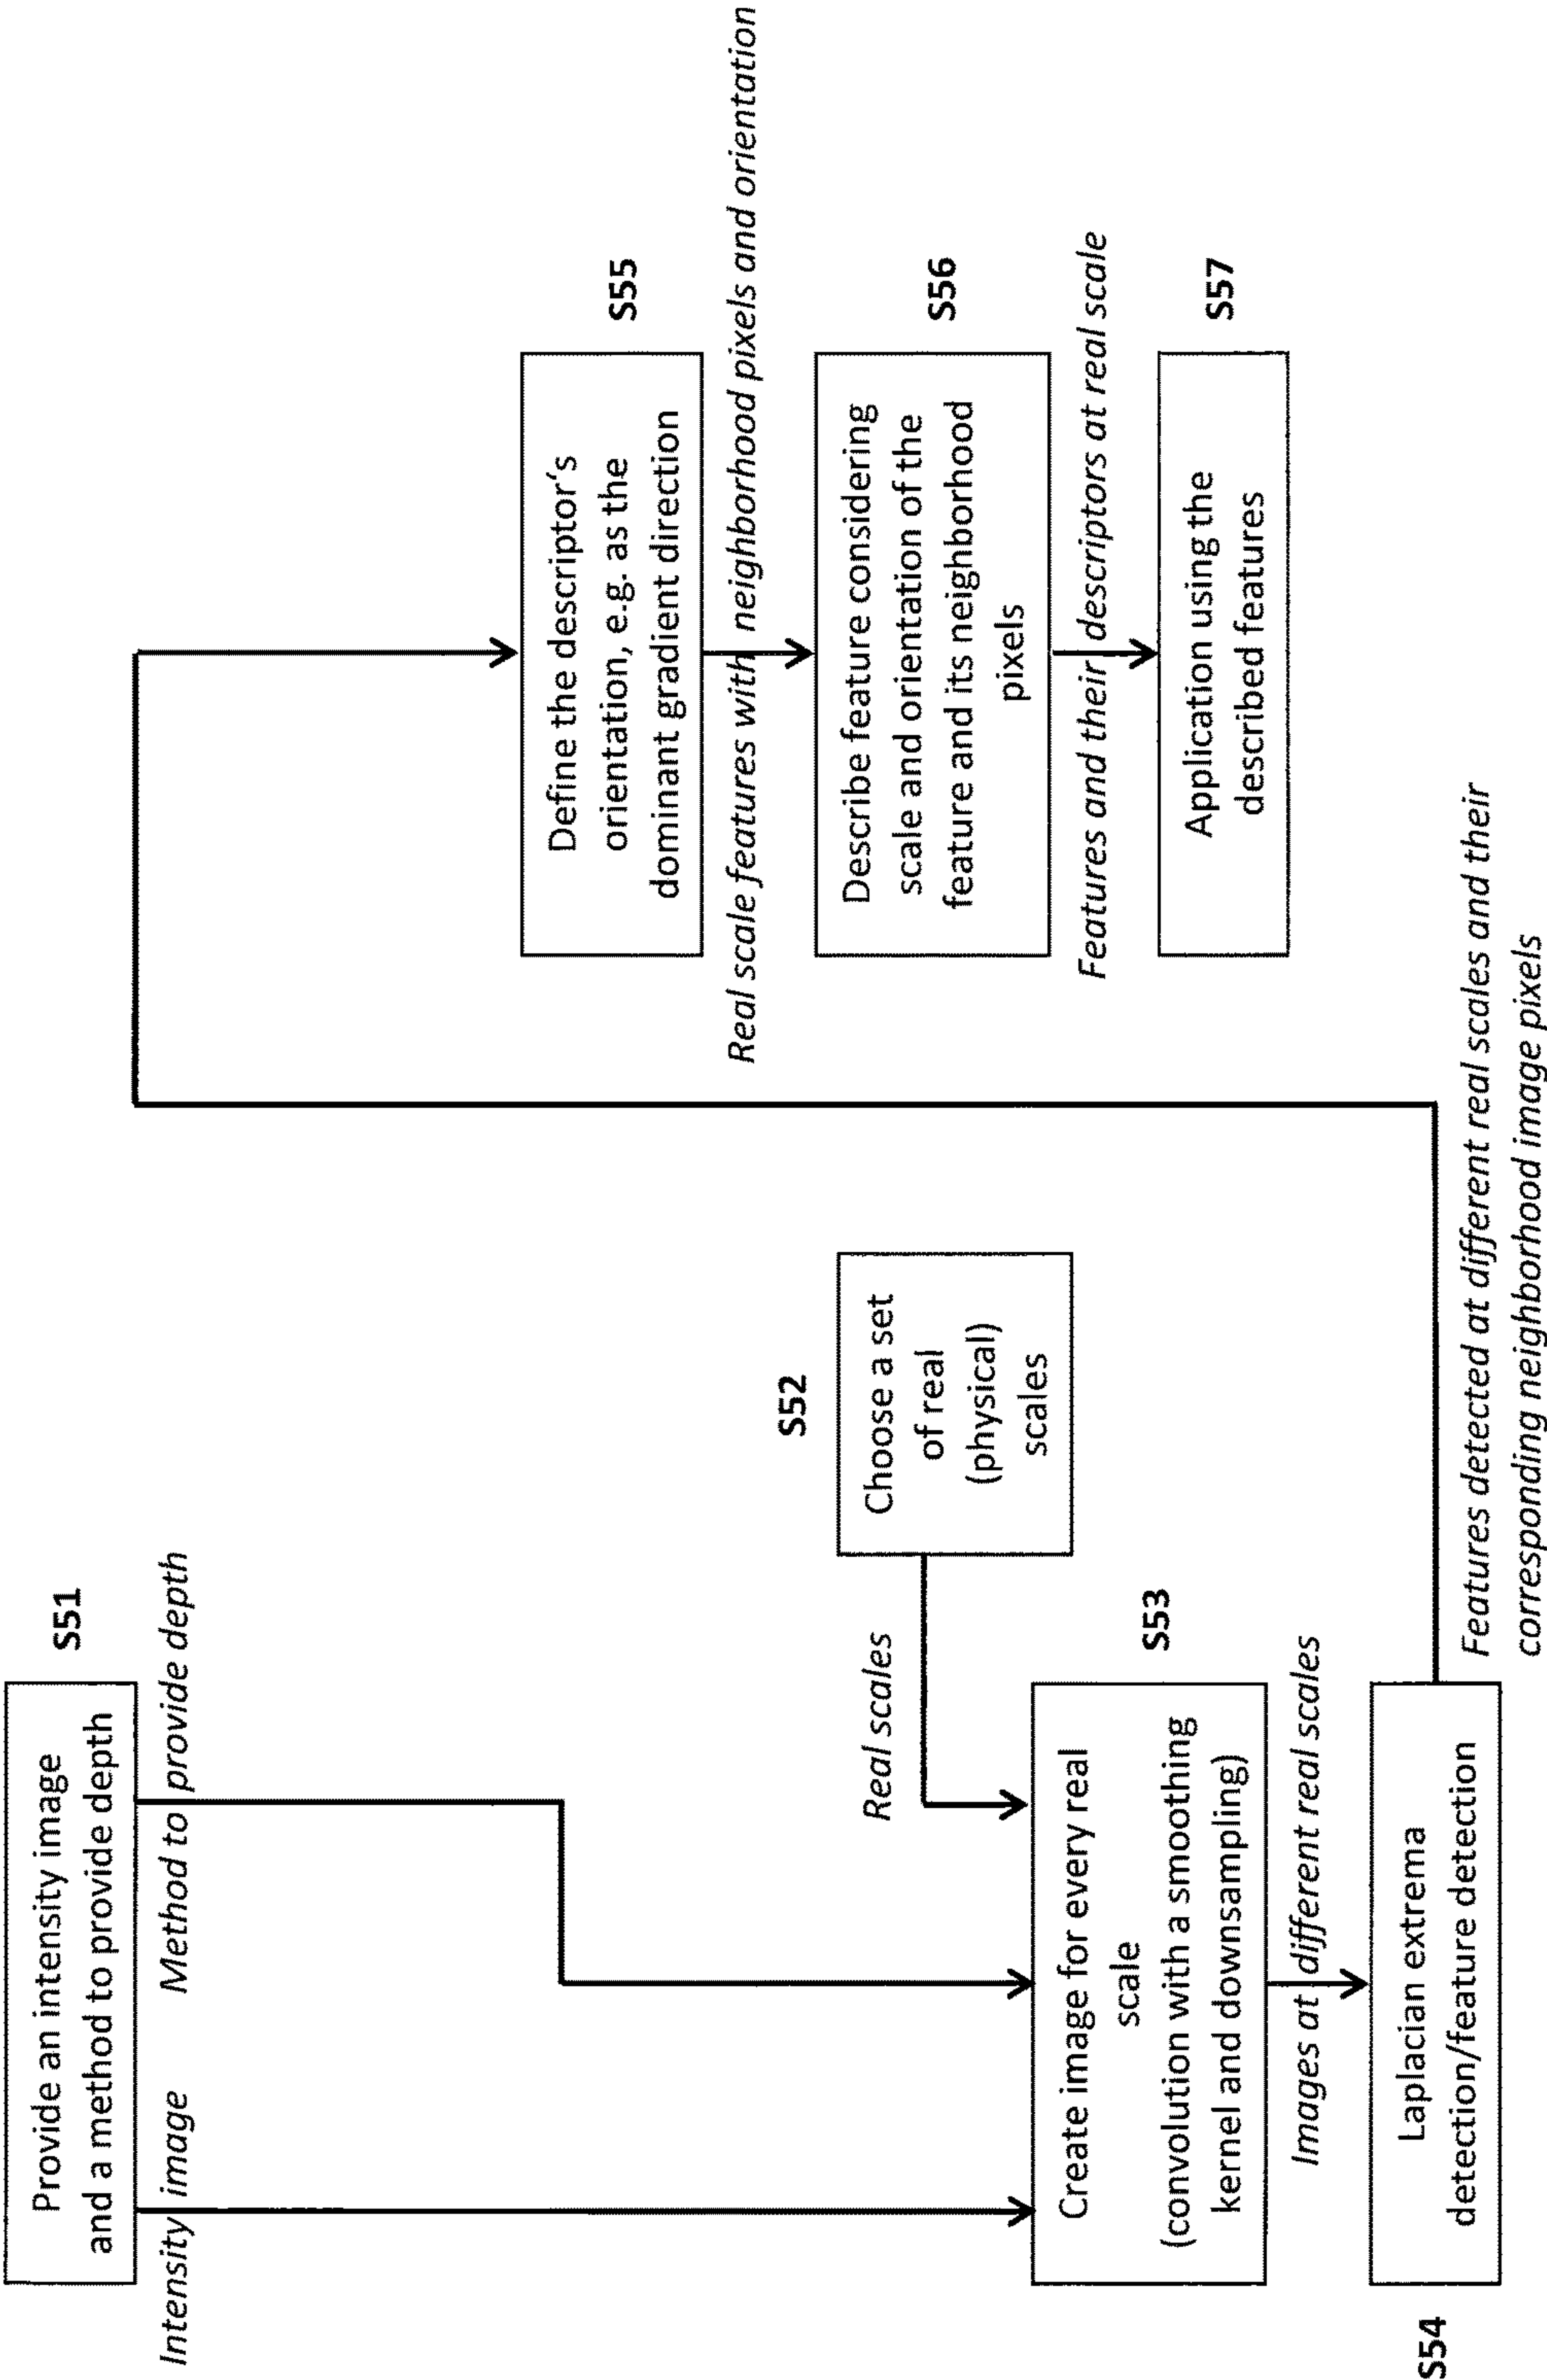 S51
Provide an intensity image
and a method to provide depth
Intensity image
Method to provide depth
S52
Choose a set
of real
(physical)
scales
Real scales
S53
Create image for every real
scale
(convolution with a smoothing
kernel and downsampling)
Images at different real scales
S54
Laplacian extrema
detection/feature detection
Features detected at different real scales and their
corresponding neighborhood image pixels
S55
Define the descriptor's
orientation, e.g. as the
dominant gradient direction
Real scale features with neighborhood pixels and orientation
S56
Describe feature considering
scale and orientation of the
feature and its neighborhood
pixels
Features and their descriptors at real scale
S57
Application using the
described features